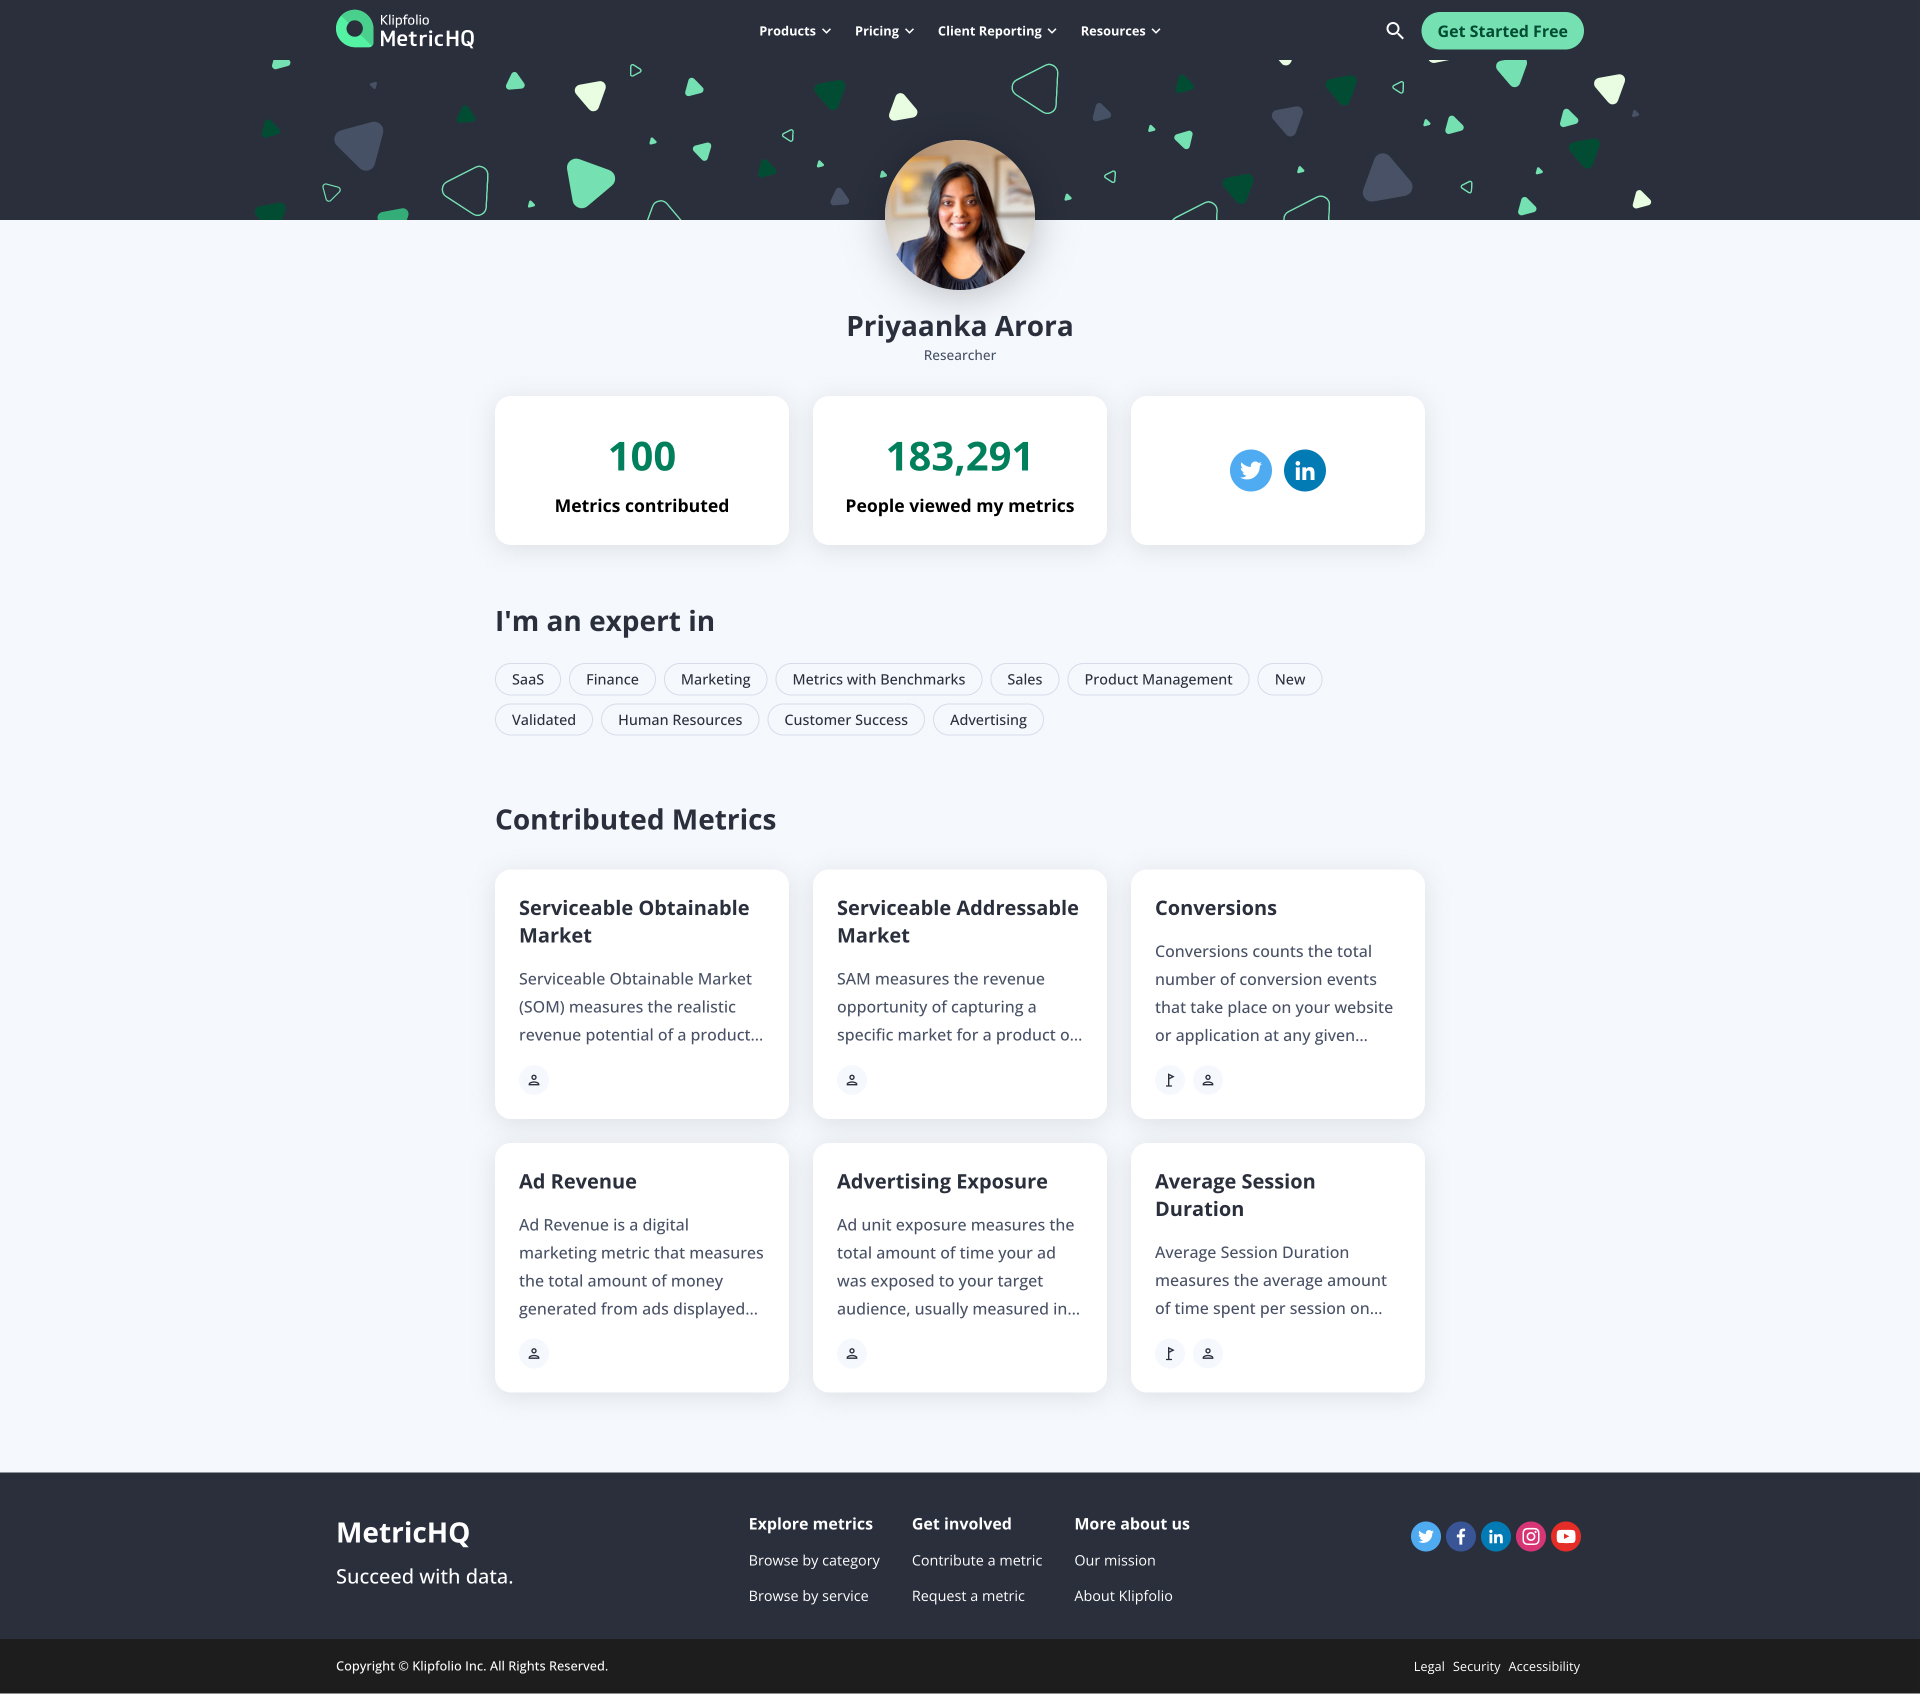 Klipfolio
MetricHQ
Products
Pricing
Client Reporting
Resources
Get Started Free
Priyaanka Arora
Researcher
100
Metrics contributed
183,291
People viewed my metrics
in
I'm an expert in
SaaS
Finance
Marketing
Metrics with Benchmarks
Sales
Product Management
New
Validated
Human Resources
Customer Success
Advertising
Contributed Metrics
Serviceable Obtainable
Market
Serviceable Obtainable Market
(SOM) measures the realistic
revenue potential of a product...
Serviceable Addressable
Market
SAM measures the revenue
opportunity of capturing a
specific market for a product o...
Conversions
Conversions counts the total
number of conversion events
that take place on your website
or application at any given...
Ad Revenue
Ad Revenue is a digital
marketing metric that measures
the total amount of money
generated from ads displayed...
Advertising Exposure
Ad unit exposure measures the
total amount of time your ad
was exposed to your target
audience, usually measured in...
Average Session
Duration
Average Session Duration
measures the average amount
of time spent per session on...
MetricHQ
Succeed with data.
Explore metrics
Browse by category
Browse by service
Get involved
Contribute a metric
Request a metric
More about us
Our mission
About Klipfolio
f
in
Copyright © Klipfolio Inc. All Rights Reserved.
Legal
Security
Accessibility